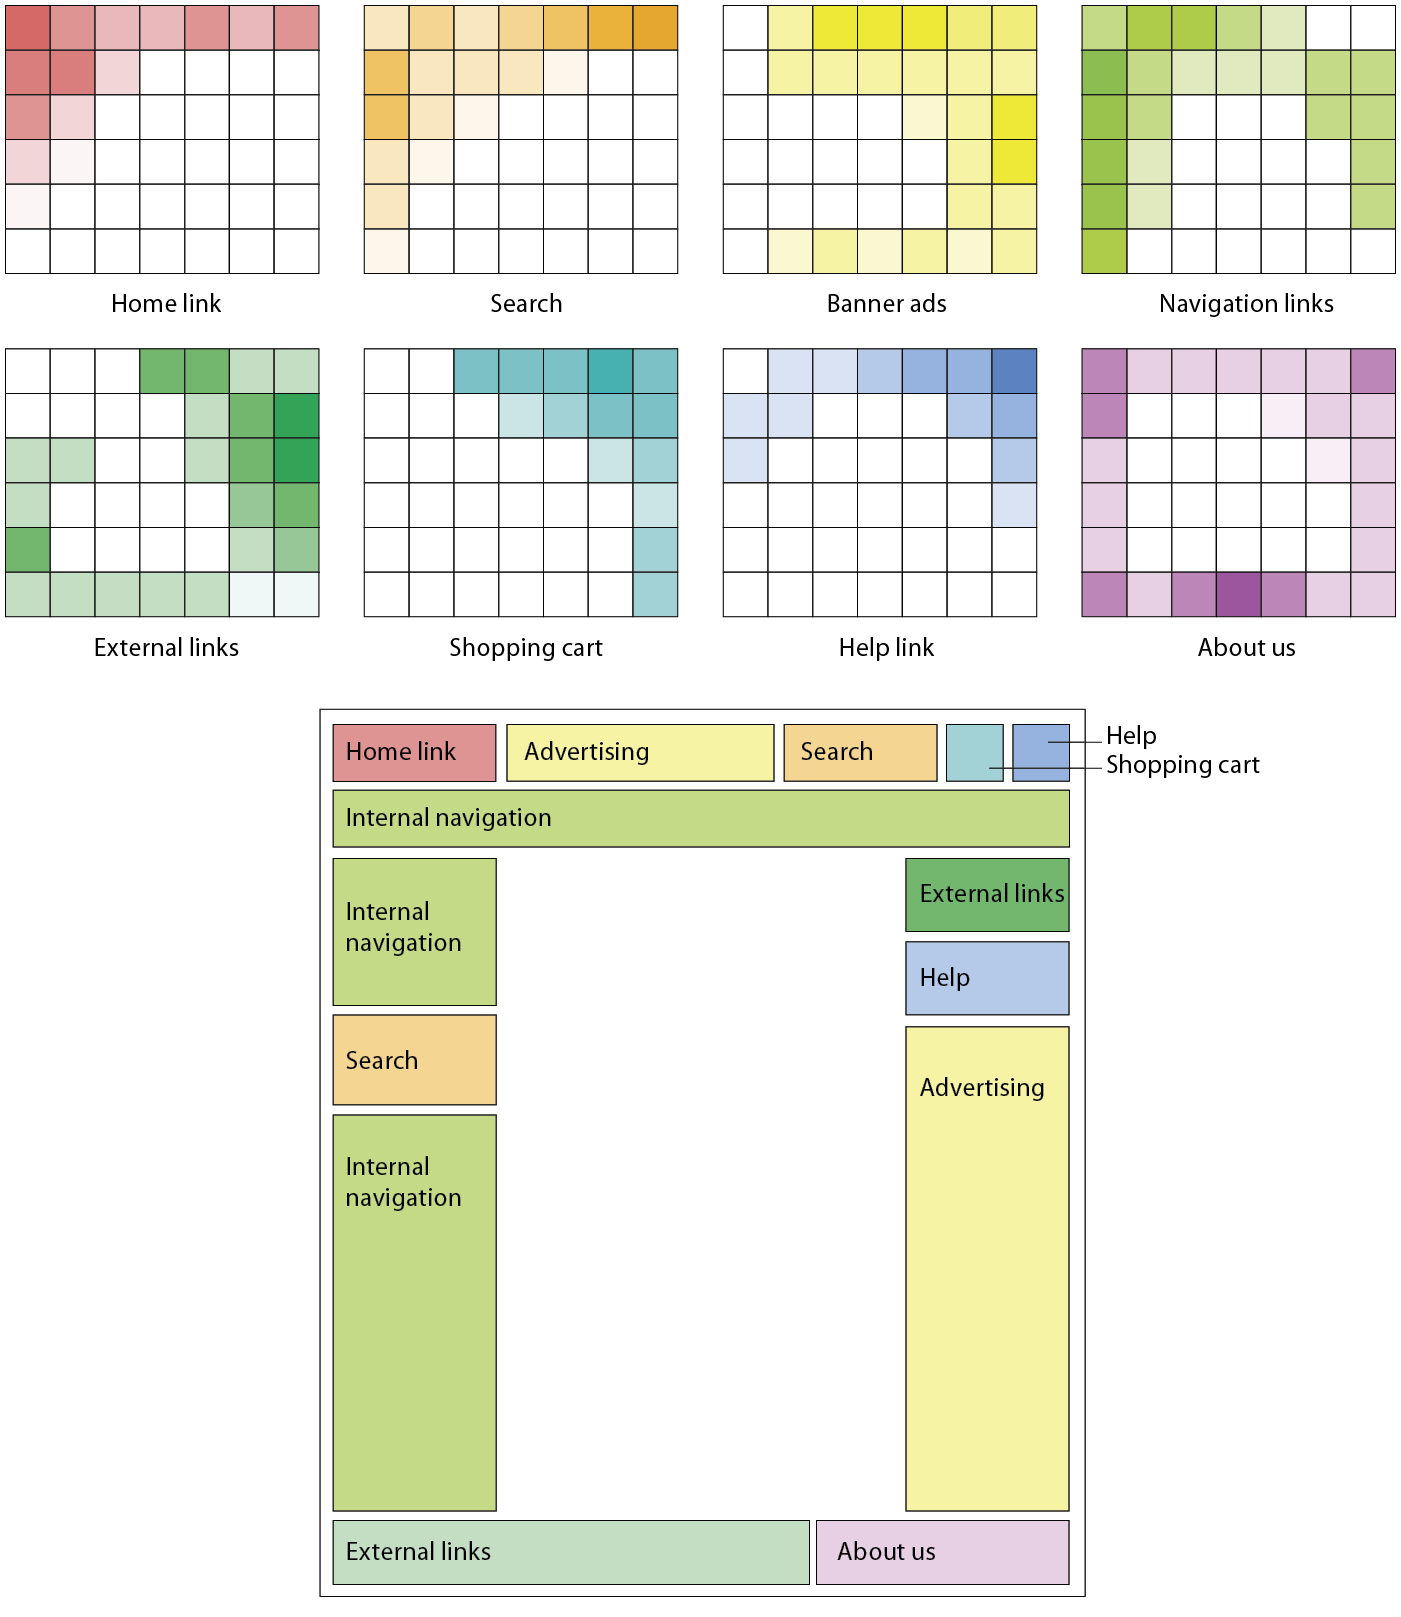 Home link
Search
Banner ads
Navigation links
External links
Shopping cart
Help link
About us
Home link
Advertising
Search
Help
Shopping cart
Internal navigation
Internal
navigation
External links
Help
Search
Advertising
Internal
navigation
External links
About us